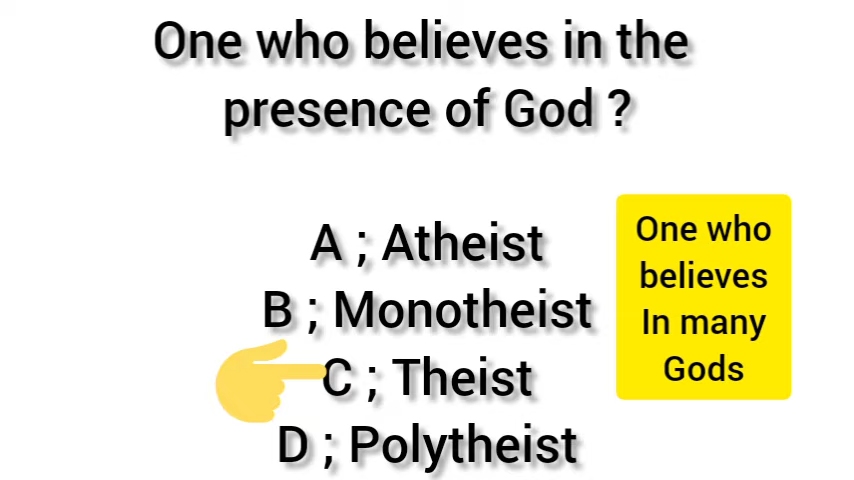 One who believes in the
presence of God ?
A ; Atheist
B ; Monotheist
C ; Theist
D ; Polytheist
One who
believes
In many
Gods